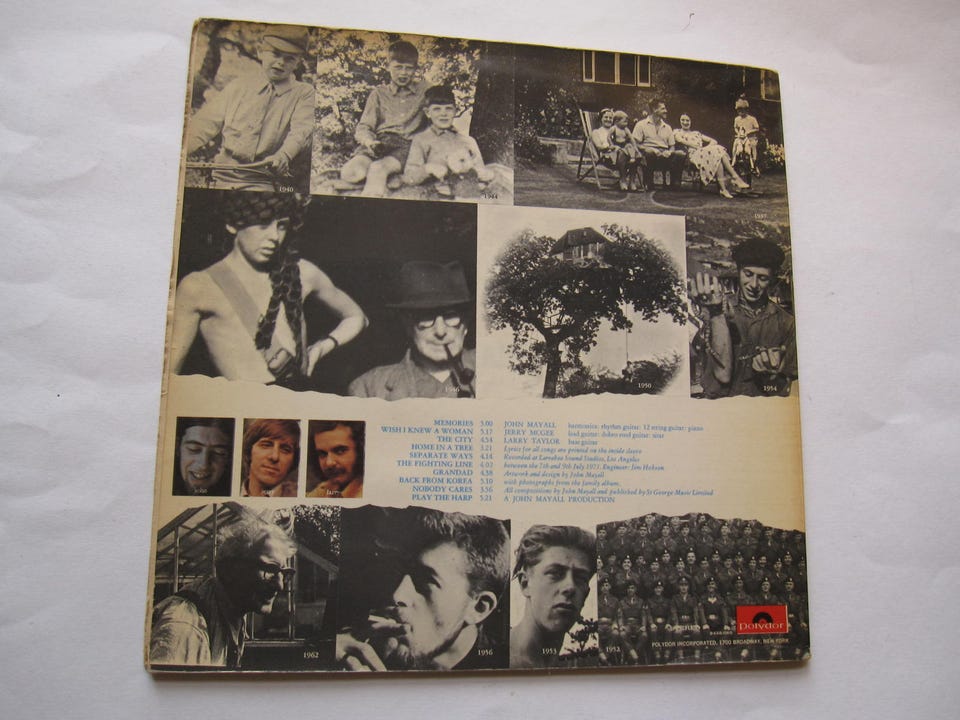 1940
1944
1946
1950
1954
John
Jerry
Larry
MEMORIES 5.00
WISH I KNEW A WOMAN 5.17
THE CITY 4.54
HOME IN A TREE 3.21
SEPARATE WAYS 4.14
THE FIGHTING LINE 4.02
GRANDAD 4.38
BACK FROM KOREA 5.10
NOBODY CARES 3.56
PLAY THE HARP 5.21
JOHN MAYALL harmonica: rhythm guitar: 12 string guitar: piano
JERRY McGEE lead guitar: dobro steel guitar: sitar
LARRY TAYLOR bass guitar
Lyrics for all songs are printed on the inside sleeve
Recorded at Larrabee Sound Studios, Los Angeles
between the 7th and 9th July 1971. Engineer: Jim Hobson
Artwork and design by John Mayall
with photographs from the family album.
All compositions by John Mayall and published by St George Music Limited
A JOHN MAYALL PRODUCTION
1962
1956
1953
1952
Polydor
POLYDOR INCORPORATED, 1700 BROADWAY, NEW YORK